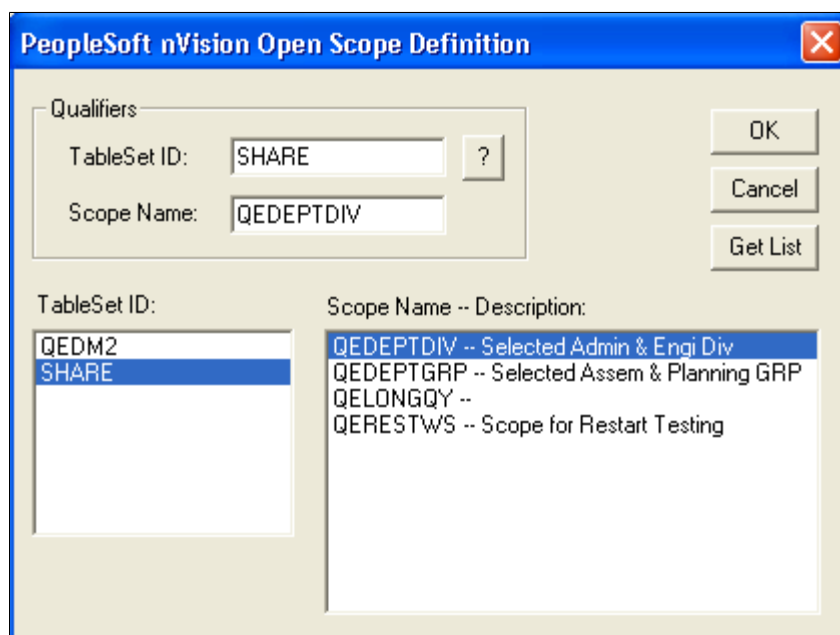 PeopleSoft nVision Open Scope Definition
Qualifiers
TableSet ID: SHARE ?
Scope Name: QEDEPTDIV
OK
Cancel
Get List
TableSet ID:
QEDM2
SHARE
Scope Name -- Description:
QEDEPTDIV -- Selected Admin & Engi Div
QEDEPTGRP -- Selected Assem & Planning GRP
QELONGQY --
QERESTWS -- Scope for Restart Testing